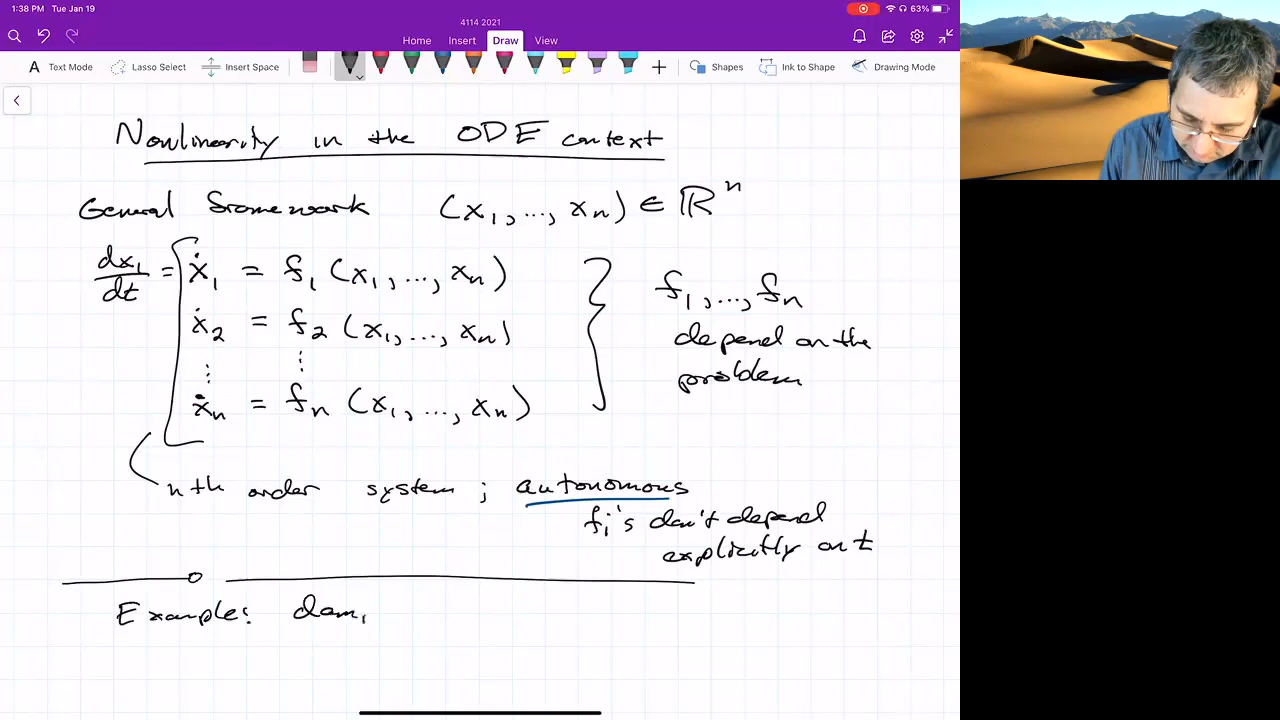 1:38 PM Tue Jan 19
63%
4114 2021
Home Insert Draw View
A Text Mode Lasso Select Insert Space Shapes Ink to Shape Drawing Mode
Nonlinearity in the ODE context
General Framework (x₁, ..., xₙ) ∈ ℝⁿ
dx₁/dt = ẋ₁ = f₁ (x₁, ..., xₙ)
ẋ₂ = f₂ (x₁, ..., xₙ)
⋮ ⋮
ẋₙ = fₙ (x₁, ..., xₙ)
f₁, ..., fₙ
depend on the
problem
nth order system ; autonomous
fᵢ's don't depend
explicitly on t
Example: dam